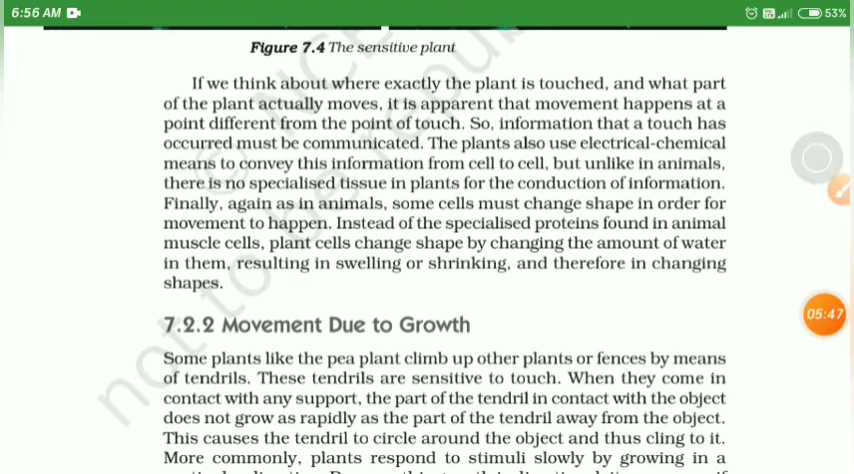 6:56 AM
53%
Figure 7.4 The sensitive plant
If we think about where exactly the plant is touched, and what part
of the plant actually moves, it is apparent that movement happens at a
point different from the point of touch. So, information that a touch has
occurred must be communicated. The plants also use electrical-chemical
means to convey this information from cell to cell, but unlike in animals,
there is no specialised tissue in plants for the conduction of information.
Finally, again as in animals, some cells must change shape in order for
movement to happen. Instead of the specialised proteins found in animal
muscle cells, plant cells change shape by changing the amount of water
in them, resulting in swelling or shrinking, and therefore in changing
shapes.
05:47
7.2.2 Movement Due to Growth
Some plants like the pea plant climb up other plants or fences by means
of tendrils. These tendrils are sensitive to touch. When they come in
contact with any support, the part of the tendril in contact with the object
does not grow as rapidly as the part of the tendril away from the object.
This causes the tendril to circle around the object and thus cling to it.
More commonly, plants respond to stimuli slowly by growing in a
© NCE
not to be repub